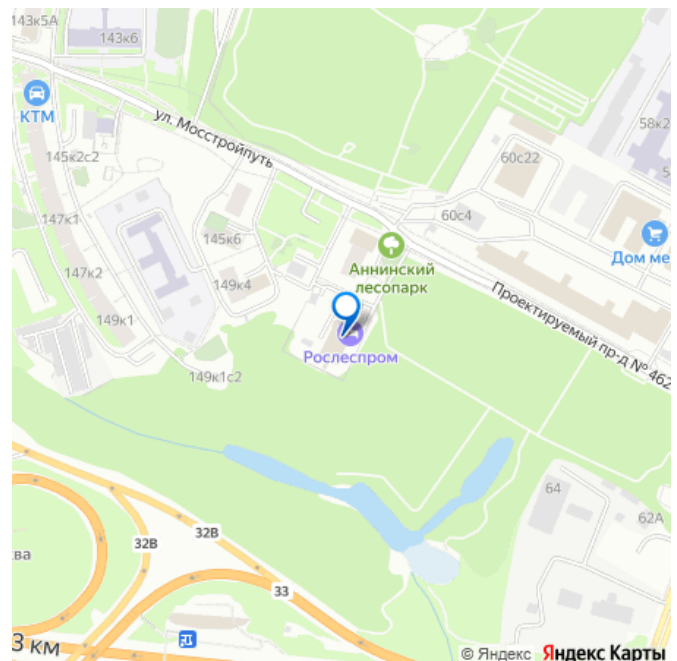 143к5А
143к6
КТМ
ул. Мосстройпуть
58к2
60с22
145к2с2
147к1
60с4
145к6
Дом ме
Аннинский
лесопарк
147к2
149к4
Проектируемый пр-д № 462
149к1
Рослеспром
149к1с2
64
62А
32В
32В
ва
33
3 км
© Яндекс Яндекс Карты